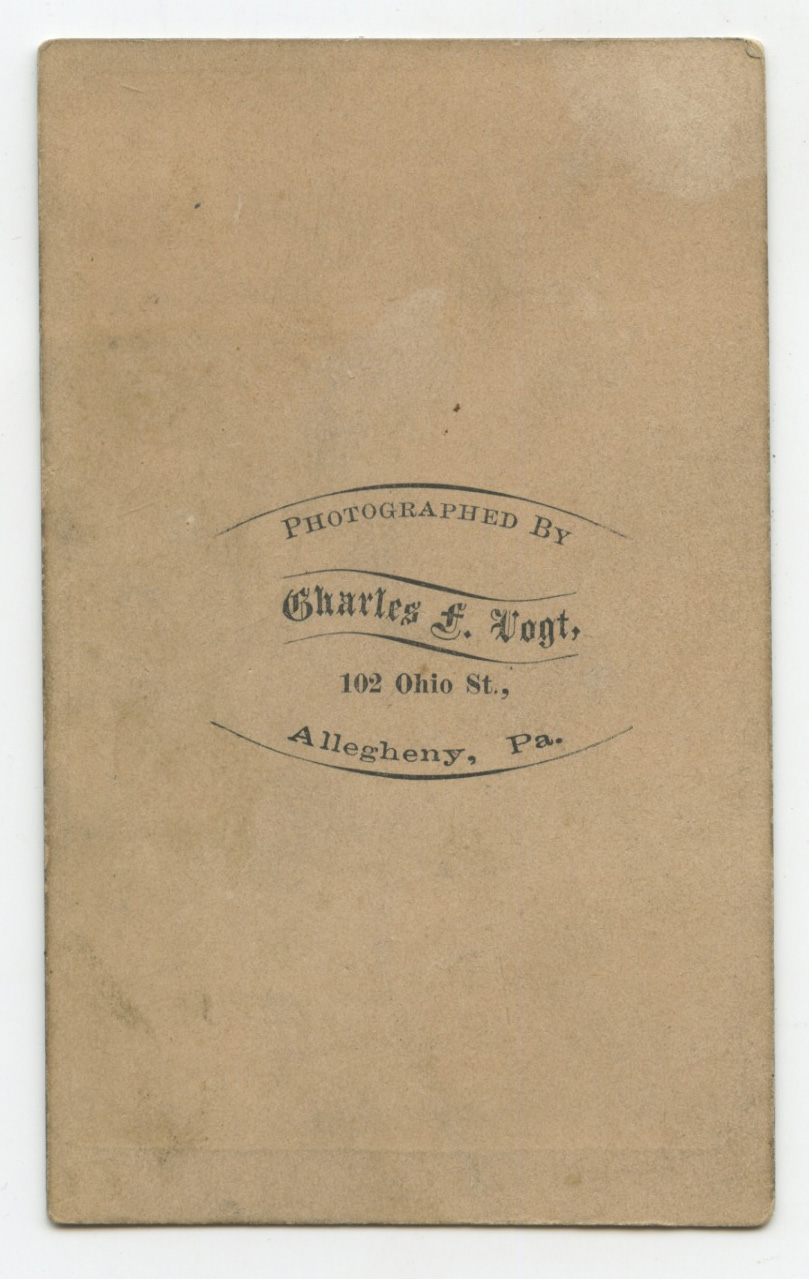 PHOTOGRAPHED BY
Charles F. Vogt,
102 Ohio St.,
Allegheny, Pa.